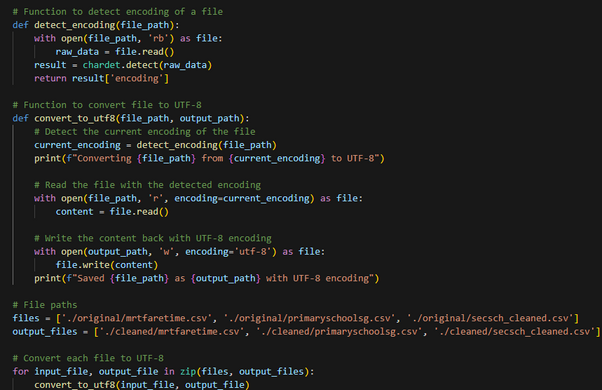 # Function to detect encoding of a file
def detect_encoding(file_path):
    with open(file_path, 'rb') as file:
        raw_data = file.read()
    result = chardet.detect(raw_data)
    return result['encoding']

# Function to convert file to UTF-8
def convert_to_utf8(file_path, output_path):
    # Detect the current encoding of the file
    current_encoding = detect_encoding(file_path)
    print(f"Converting {file_path} from {current_encoding} to UTF-8")

    # Read the file with the detected encoding
    with open(file_path, 'r', encoding=current_encoding) as file:
        content = file.read()

    # Write the content back with UTF-8 encoding
    with open(output_path, 'w', encoding='utf-8') as file:
        file.write(content)
    print(f"Saved {file_path} as {output_path} with UTF-8 encoding")

# File paths
files = ['./original/mrtfaretime.csv', './original/primaryschoolsg.csv', './original/secsch_cleaned.csv']
output_files = ['./cleaned/mrtfaretime.csv', './cleaned/primaryschoolsg.csv', './cleaned/secsch_cleaned.csv']

# Convert each file to UTF-8
for input_file, output_file in zip(files, output_files):
    convert_to_utf8(input_file, output_file)